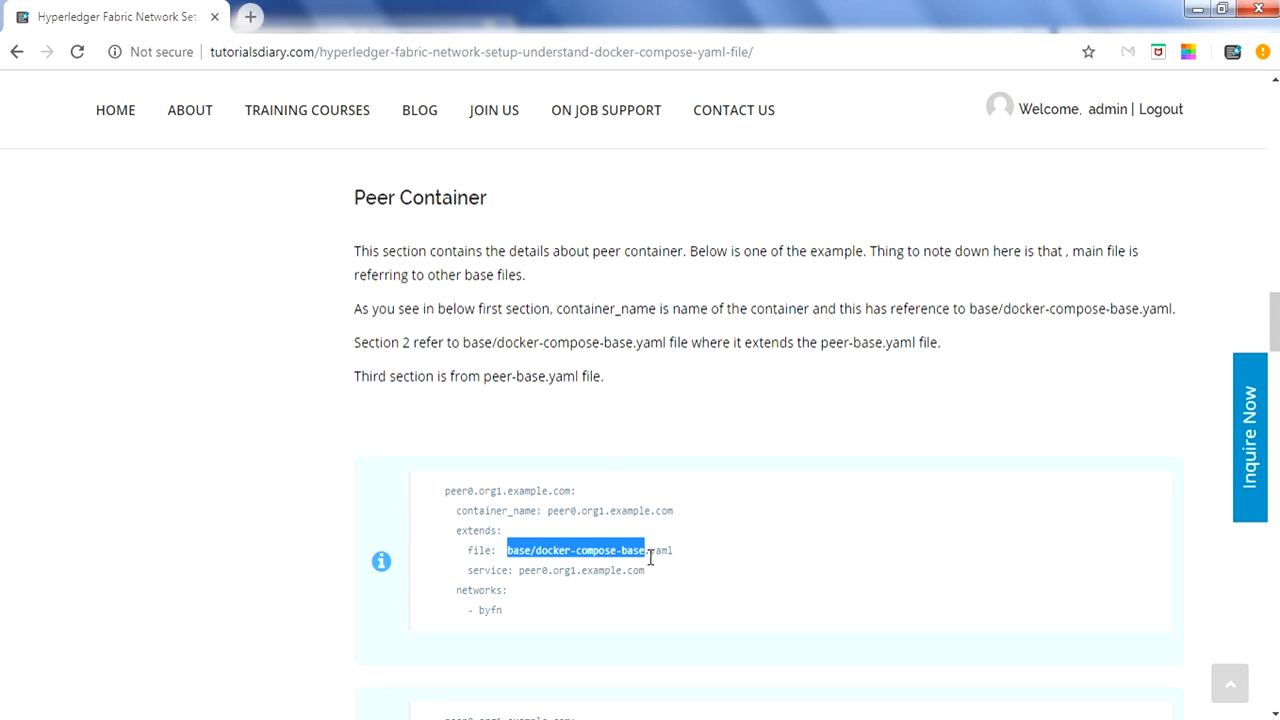 Hyperledger Fabric Network Set
Not secure tutorialsdiary.com/hyperledger-fabric-network-setup-understand-docker-compose-yaml-file/
HOME ABOUT TRAINING COURSES BLOG JOIN US ON JOB SUPPORT CONTACT US Welcome, admin | Logout
Peer Container
This section contains the details about peer container. Below is one of the example. Thing to note down here is that , main file is
referring to other base files.
As you see in below first section, container_name is name of the container and this has reference to base/docker-compose-base.yaml.
Section 2 refer to base/docker-compose-base.yaml file where it extends the peer-base.yaml file.
Third section is from peer-base.yaml file.
Inquire Now
peer0.org1.example.com:
container_name: peer0.org1.example.com
extends:
file: base/docker-compose-base.yaml
service: peer0.org1.example.com
networks:
- byfn